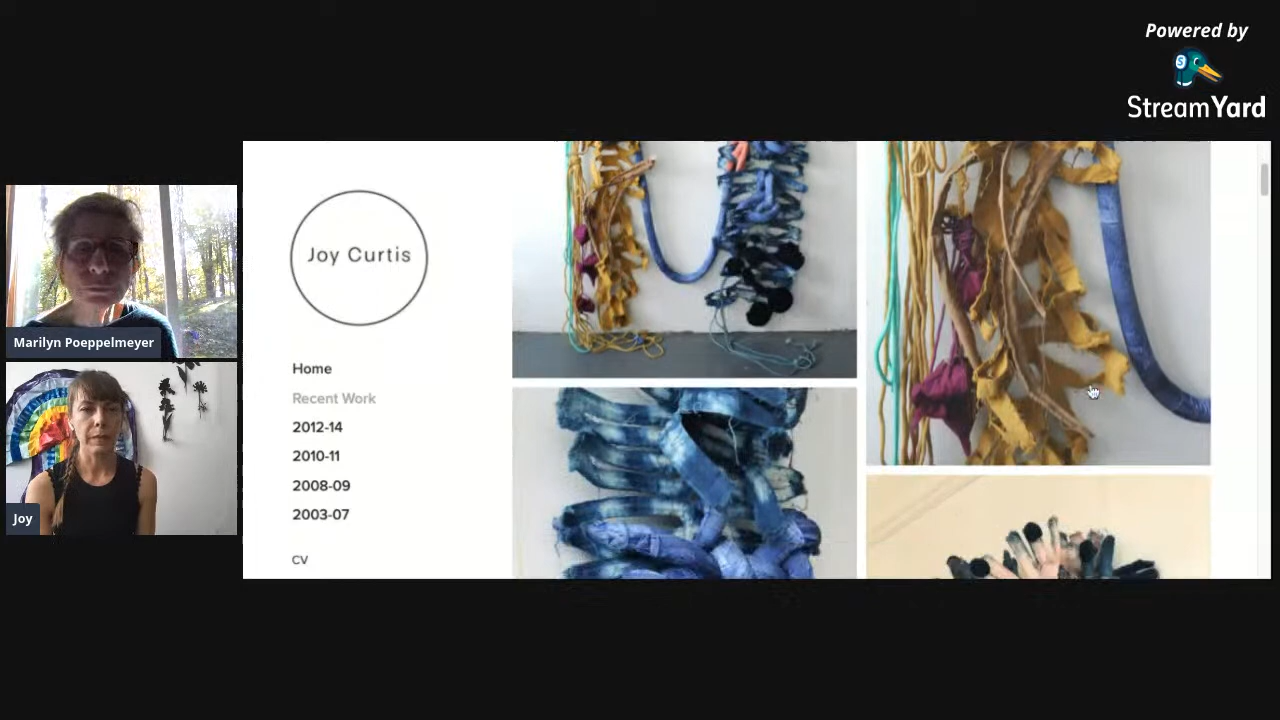 Powered by
StreamYard
Joy Curtis
Home
Recent Work
2012-14
2010-11
2008-09
2003-07
CV
Marilyn Poeppelmeyer
Joy